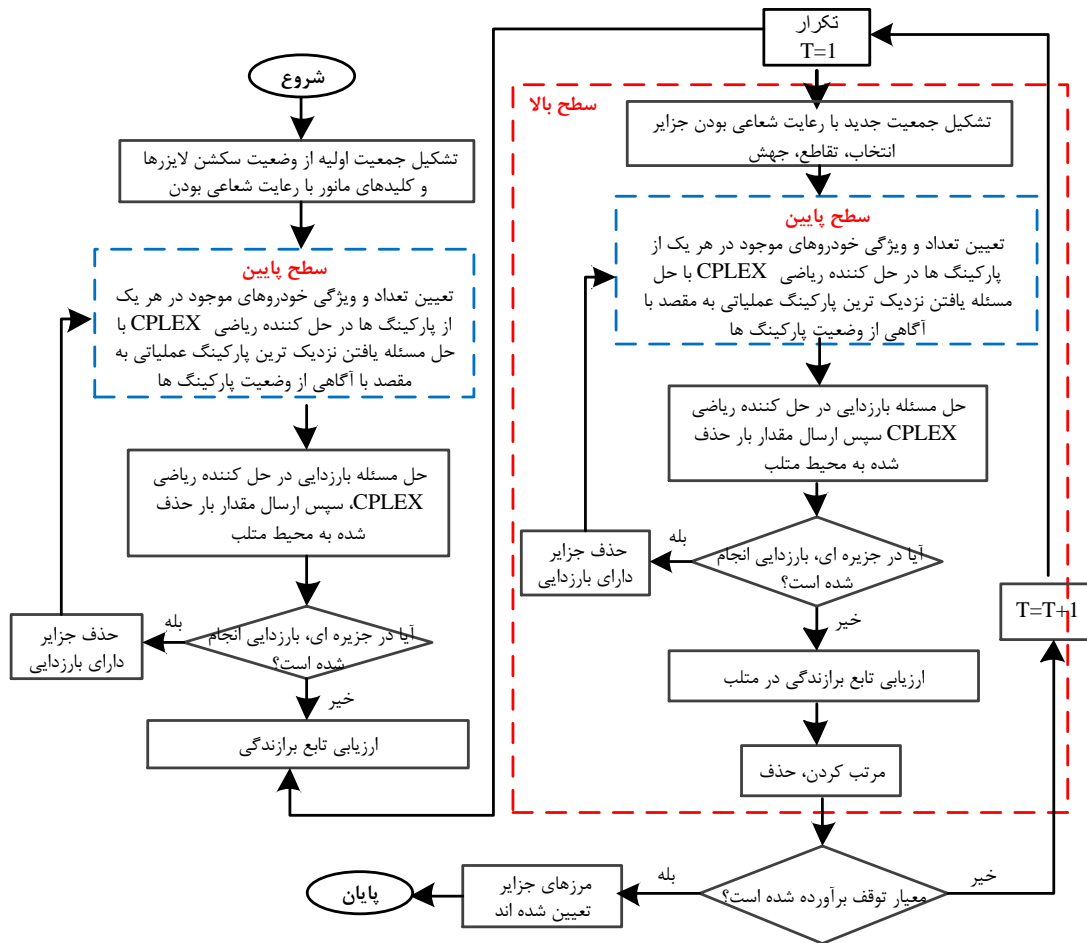 شروع
تشکیل جمعیت اولیه از وضعیت سکشن لایزرها
و کلیدهای مانور با رعایت شعاعی بودن
سطح پایین
تعیین تعداد و ویژگی خودروهای موجود در هر یک
از پارکینگ ها در حل کننده ریاضی CPLEX با
حل مسئله یافتن نزدیک ترین پارکینگ عملیاتی به
مقصد با آگاهی از وضعیت پارکینگ ها
حل مسئله بارزدایی در حل کننده ریاضی
CPLEX، سپس ارسال مقدار بار حذف
شده به محیط متلب
آیا در جزیره ای، بارزدایی انجام
شده است؟
بله
حذف جزایر
دارای بارزدایی
خیر
ارزیابی تابع برازندگی
تکرار
T=1
سطح بالا
تشکیل جمعیت جدید با رعایت شعاعی بودن جزایر
انتخاب، تقاطع، جهش
سطح پایین
تعیین تعداد و ویژگی خودروهای موجود در هر یک از
پارکینگ ها در حل کننده ریاضی CPLEX با حل
مسئله یافتن نزدیک ترین پارکینگ عملیاتی به مقصد با
آگاهی از وضعیت پارکینگ ها
حل مسئله بارزدایی در حل کننده ریاضی
CPLEX سپس ارسال مقدار بار حذف
شده به محیط متلب
آیا در جزیره ای، بارزدایی انجام
شده است؟
بله
حذف جزایر
دارای بارزدایی
خیر
ارزیابی تابع برازندگی در متلب
مرتب کردن، حذف
معیار توقف برآورده شده است؟
خیر
T=T+1
بله
مرزهای جزایر
تعیین شده اند
پایان